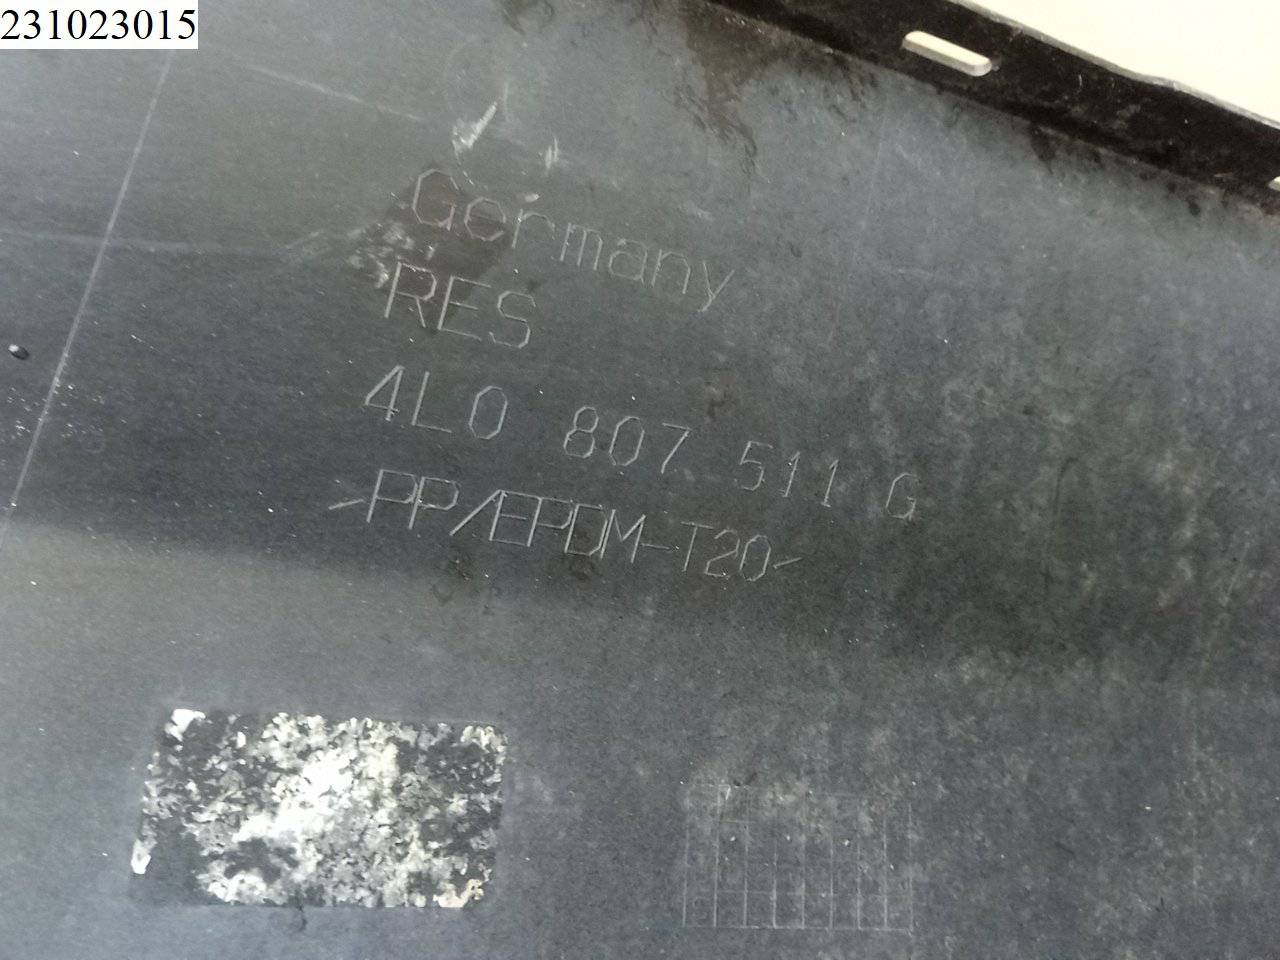 231023015
Germany
RES
4L0 807 511 G
>PP/EPDM-T20<